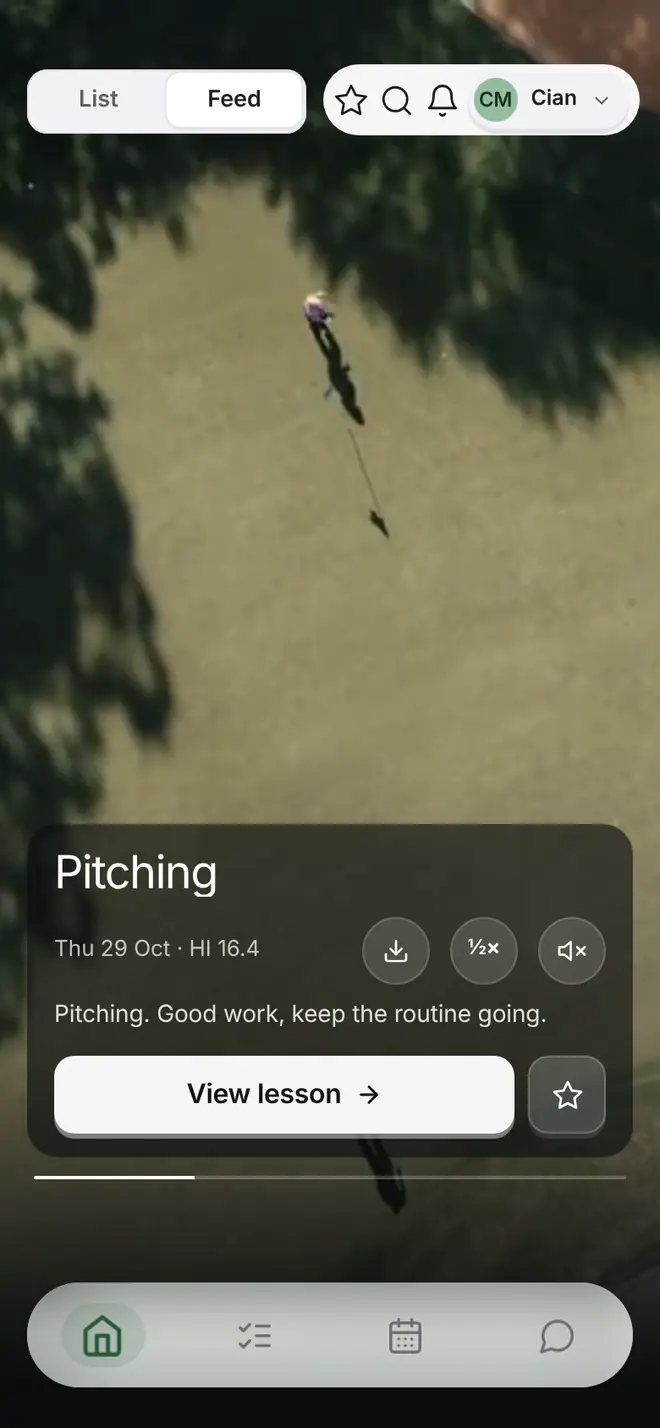 List
Feed
CM
Cian
Pitching
Thu 29 Oct · HI 16.4
½×
Pitching. Good work, keep the routine going.
View lesson →